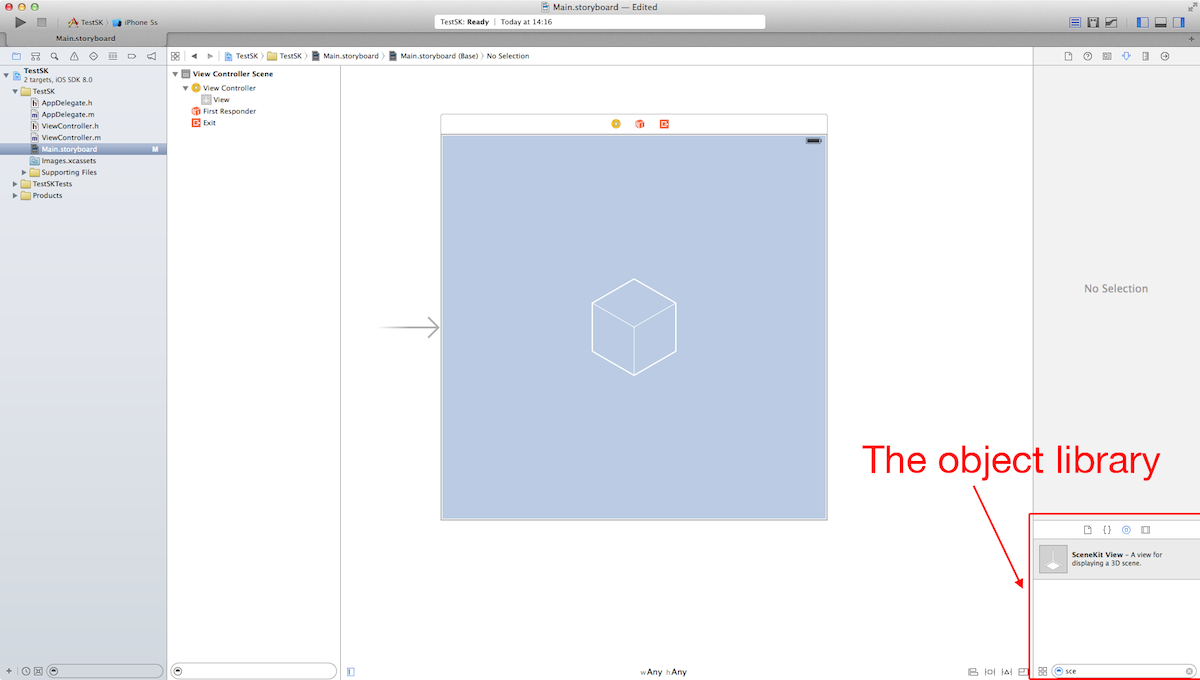 Main.storyboard — Edited
TestSK 〉 iPhone 5s
TestSK: Ready | Today at 14:16
Main.storyboard
TestSK 〉 TestSK 〉 Main.storyboard 〉 Main.storyboard (Base) 〉 No Selection
TestSK
2 targets, iOS SDK 8.0
TestSK
AppDelegate.h
AppDelegate.m
ViewController.h
ViewController.m
Main.storyboard M
Images.xcassets
Supporting Files
TestSKTests
Products
View Controller Scene
View Controller
View
First Responder
Exit
No Selection
The object library
SceneKit View – A view for
displaying a 3D scene.
wAny hAny
sce